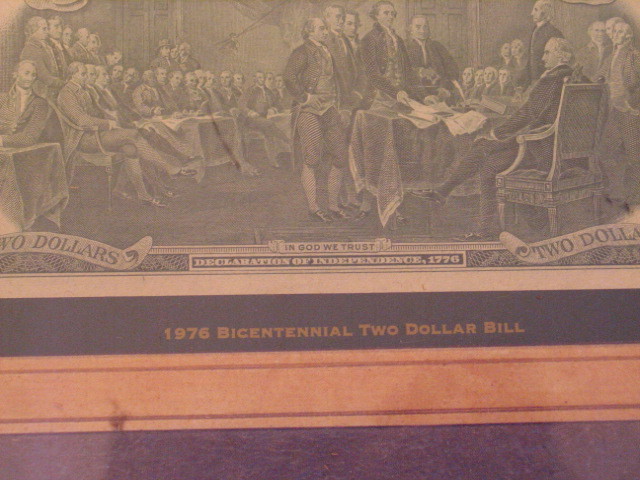 IN GOD WE TRUST
TWO DOLLARS TWO DOLLA
DECLARATION OF INDEPENDENCE, 1776
1976 BICENTENNIAL TWO DOLLAR BILL